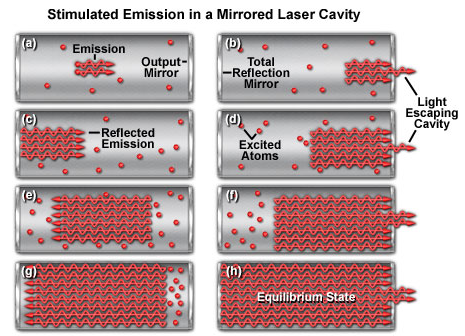 Stimulated Emission in a Mirrored Laser Cavity
(a)
Emission
Output
Mirror
(b)
Total
Reflection
Mirror
Light
Escaping
Cavity
(c)
Reflected
Emission
(d)
Excited
Atoms
(e)
(f)
(g)
(h)
Equilibrium State